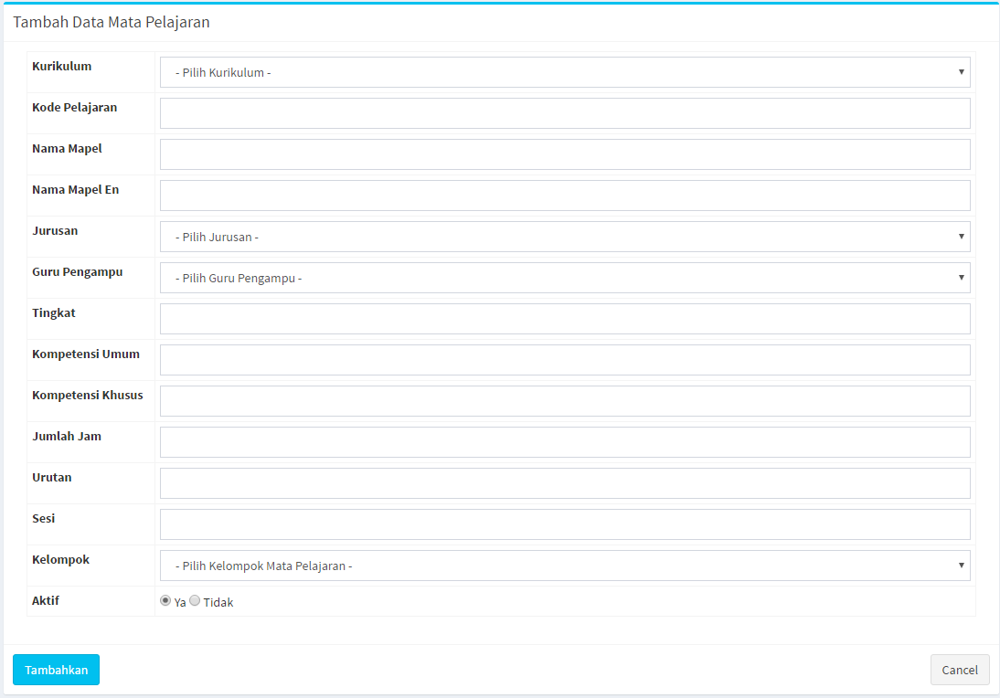 Tambah Data Mata Pelajaran
Kurikulum
- Pilih Kurikulum -
Kode Pelajaran
Nama Mapel
Nama Mapel En
Jurusan
- Pilih Jurusan -
Guru Pengampu
- Pilih Guru Pengampu -
Tingkat
Kompetensi Umum
Kompetensi Khusus
Jumlah Jam
Urutan
Sesi
Kelompok
- Pilih Kelompok Mata Pelajaran -
Aktif
Ya Tidak
Tambahkan
Cancel